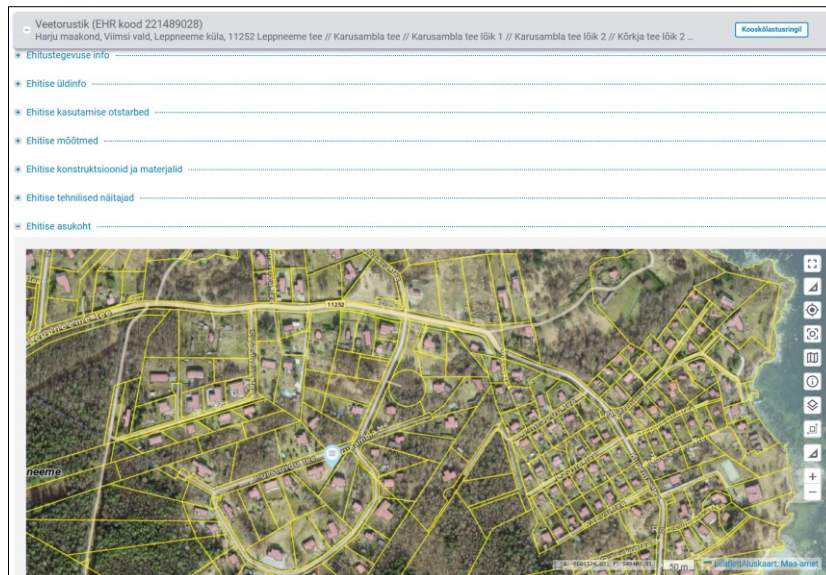 Veetorustik (EHR kood 221489028)
Harju maakond, Viimsi vald, Leppneeme küla, 11252 Leppneeme tee // Karusambla tee // Karusambla tee lõik 1 // Karusambla tee lõik 2 // Kõrkja tee lõik 2 ...
Kooskõlastusringil
Ehitustegevuse info
Ehitise üldinfo
Ehitise kasutamise otstarbed
Ehitise mõõtmed
Ehitise konstruktsioonid ja materjalid
Ehitise tehnilised näitajad
Ehitise asukoht
11252
neeme
50 m
Leaflet|Aluskaart: Maa-amet